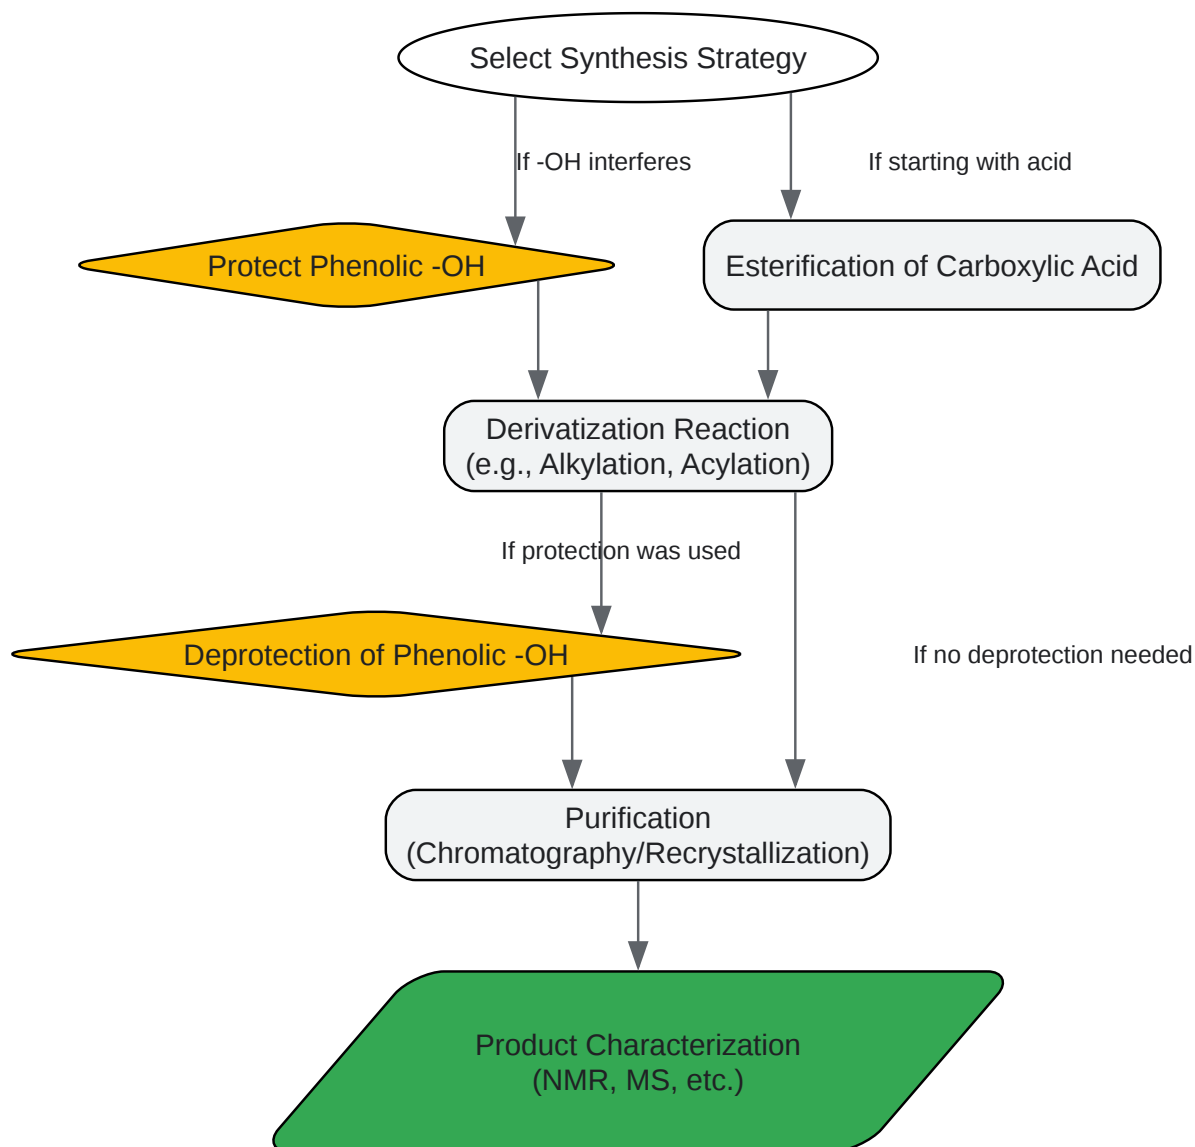 Select Synthesis Strategy
If -OH interferes
If starting with acid
Protect Phenolic -OH
Esterification of Carboxylic Acid
Derivatization Reaction
(e.g., Alkylation, Acylation)
If protection was used
Deprotection of Phenolic -OH
If no deprotection needed
Purification
(Chromatography/Recrystallization)
Product Characterization
(NMR, MS, etc.)